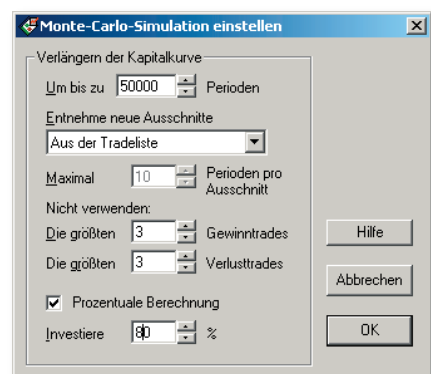 Monte-Carlo-Simulation einstellen
Verlängern der Kapitalkurve
Um bis zu 50000 Perioden
Entnehme neue Ausschnitte
Aus der Tradeliste
Maximal 10 Perioden pro
Ausschnitt
Nicht verwenden:
Die größten 3 Gewinntrades
Hilfe
Die größten 3 Verlusttrades
Abbrechen
Prozentuale Berechnung
Investiere 80 %
OK